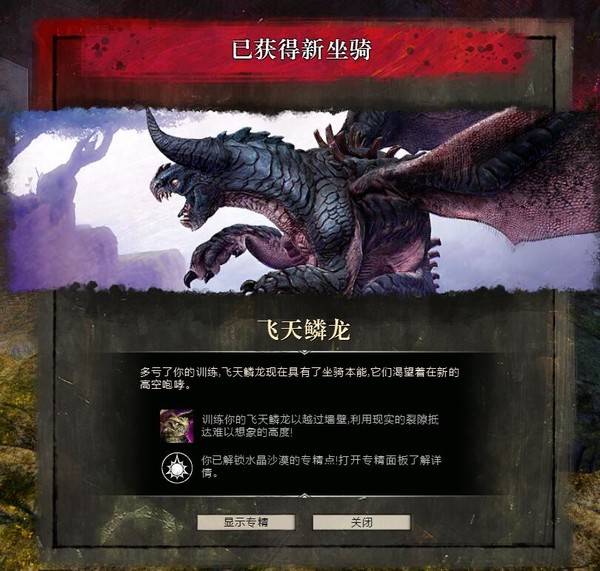 已获得新坐骑
飞天鳞龙
多亏了你的训练,飞天鳞龙现在具有了坐骑本能,它们渴望着在新的
高空咆哮。
训练你的飞天鳞龙以越过墙壁,利用现实的裂隙抵
达难以想象的高度!
你已解锁水晶沙漠的专精点!打开专精面板了解详
情。
显示专精
关闭